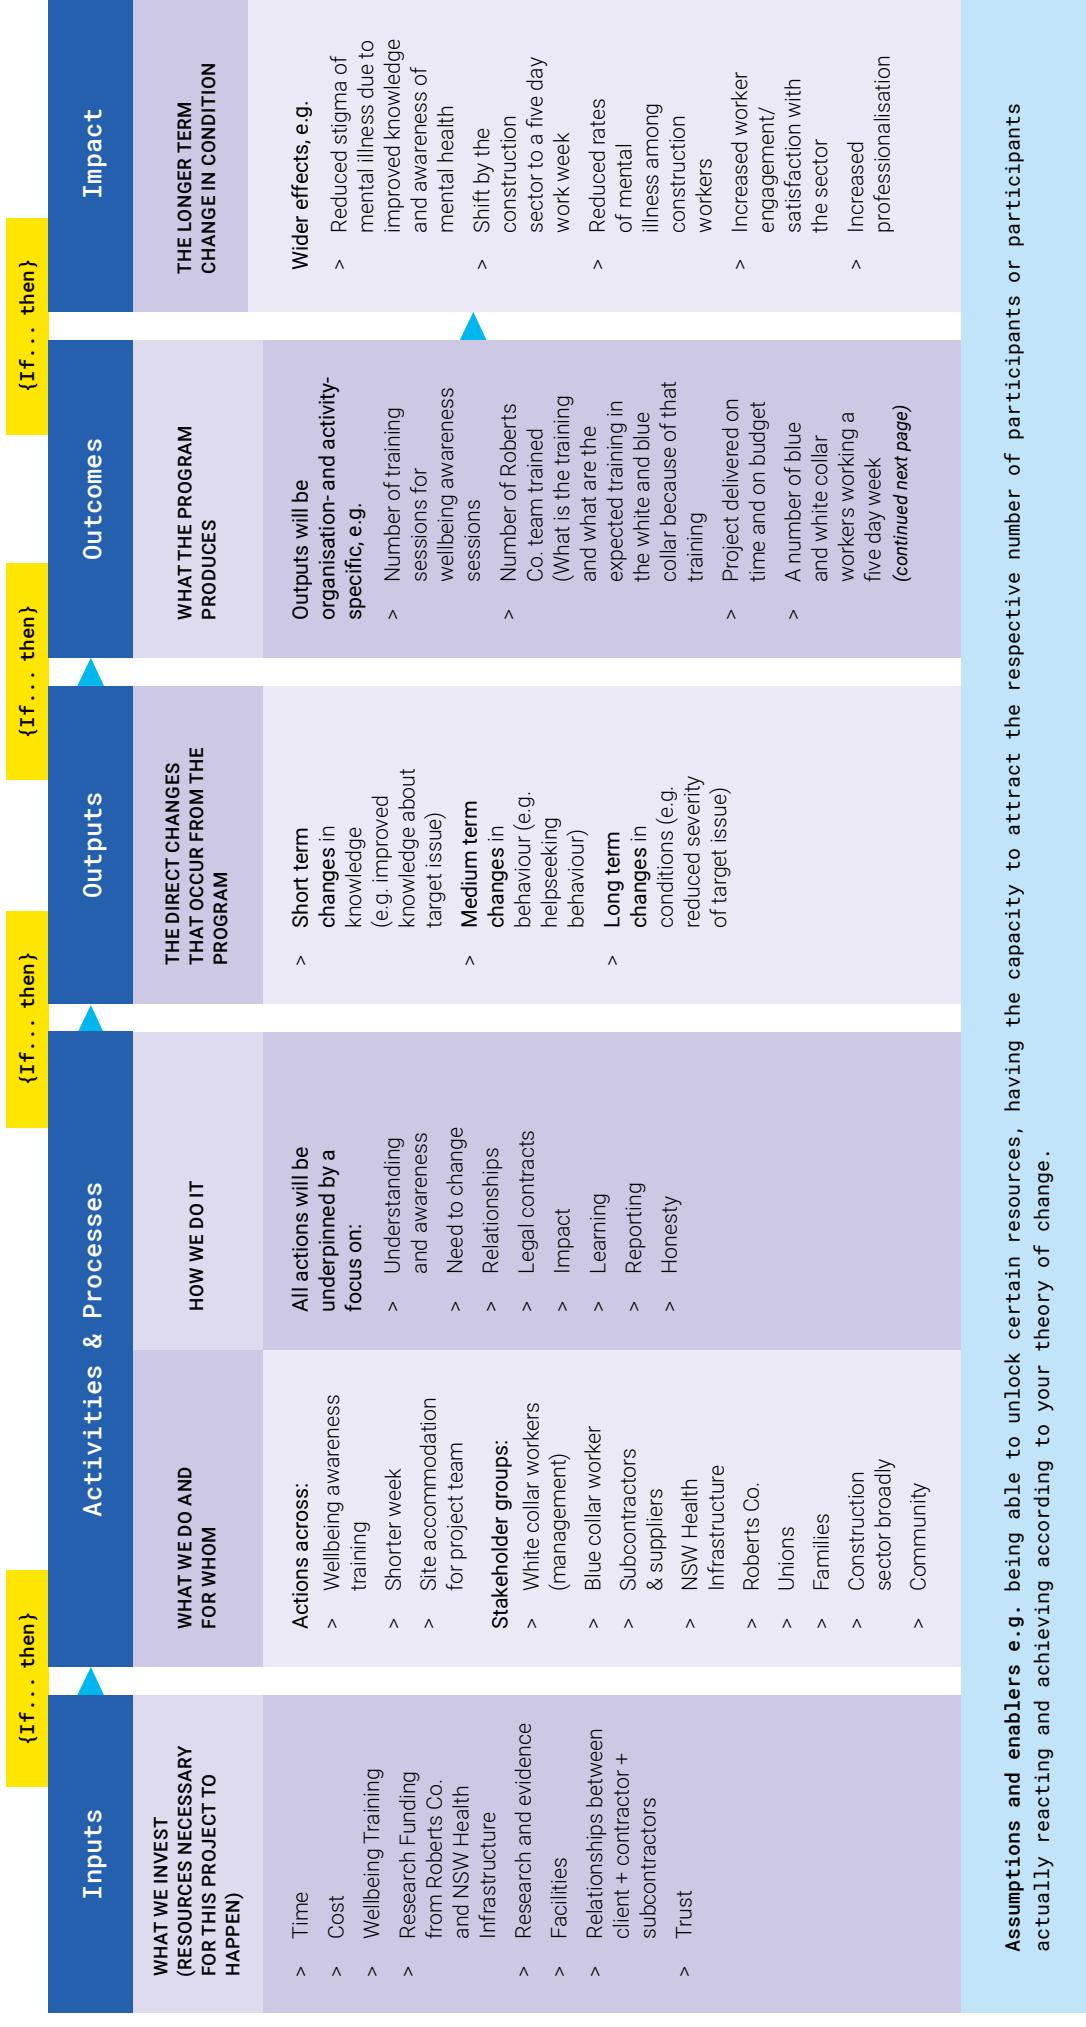 {If... then}
{If... then}
{If... then}
{If... then}
Inputs
WHAT WE INVEST
(RESOURCES NECESSARY
FOR THIS PROJECT TO
HAPPEN)
> Time
> Cost
> Wellbeing Training
> Research Funding
from Roberts Co.
and NSW Health
Infrastructure
> Research and evidence
> Facilities
> Relationships between
client + contractor +
subcontractors
> Trust
Activities & Processes
WHAT WE DO AND
FOR WHOM
Actions across:
> Wellbeing awareness
training
> Shorter week
> Site accommodation
for project team
Stakeholder groups:
> White collar workers
(management)
> Blue collar worker
> Subcontractors
& suppliers
> NSW Health
Infrastructure
> Roberts Co.
> Unions
> Families
> Construction
sector broadly
> Community
HOW WE DO IT
All actions will be
underpinned by a
focus on:
> Understanding
and awareness
> Need to change
> Relationships
> Legal contracts
> Impact
> Learning
> Reporting
> Honesty
Outputs
THE DIRECT CHANGES
THAT OCCUR FROM THE
PROGRAM
> Short term
changes in
knowledge
(e.g. improved
knowledge about
target issue)
> Medium term
changes in
behaviour (e.g.
helpseeking
behaviour)
> Long term
changes in
conditions (e.g.
reduced severity
of target issue)
Outcomes
WHAT THE PROGRAM
PRODUCES
Outputs will be
organisation- and activity-
specific, e.g.
> Number of training
sessions for
wellbeing awareness
sessions
> Number of Roberts
Co. team trained
(What is the training
and what are the
expected training in
the white and blue
collar because of that
training
> Project delivered on
time and on budget
> A number of blue
and white collar
workers working a
five day week
(continued next page)
Impact
THE LONGER TERM
CHANGE IN CONDITION
Wider effects, e.g.
> Reduced stigma of
mental illness due to
improved knowledge
and awareness of
mental health
> Shift by the
construction
sector to a five day
work week
> Reduced rates
of mental
illness among
construction
workers
> Increased worker
engagement/
satisfaction with
the sector
> Increased
professionalisation
Assumptions and enablers e.g. being able to unlock certain resources, having the capacity to attract the respective number of participants or participants
actually reacting and achieving according to your theory of change.